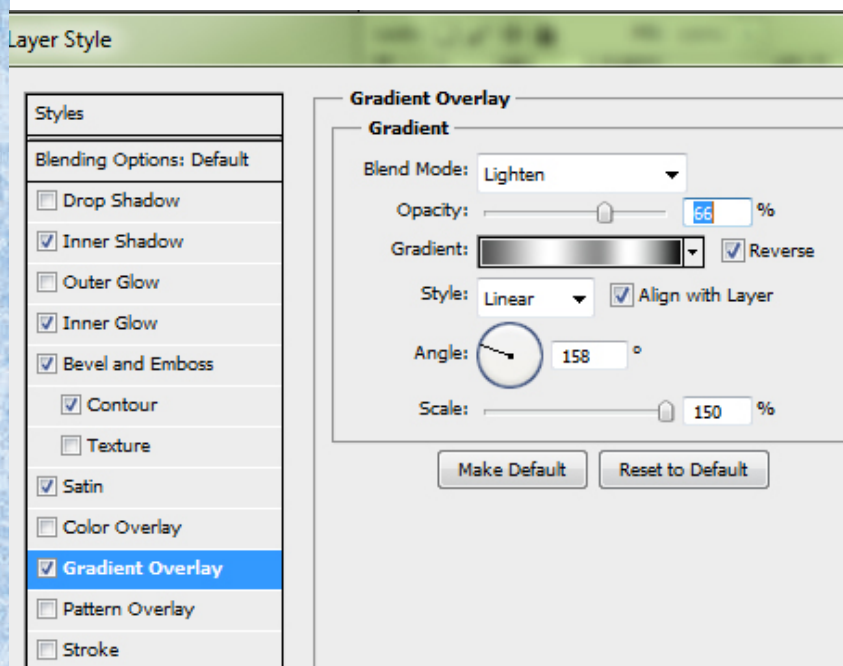 Layer Style
Styles
Blending Options: Default
Drop Shadow
Inner Shadow
Outer Glow
Inner Glow
Bevel and Emboss
Contour
Texture
Satin
Color Overlay
Gradient Overlay
Pattern Overlay
Stroke
Gradient Overlay
Gradient
Blend Mode: Lighten
Opacity: 66 %
Gradient: Reverse
Style: Linear Align with Layer
Angle: 158 °
Scale: 150 %
Make Default Reset to Default